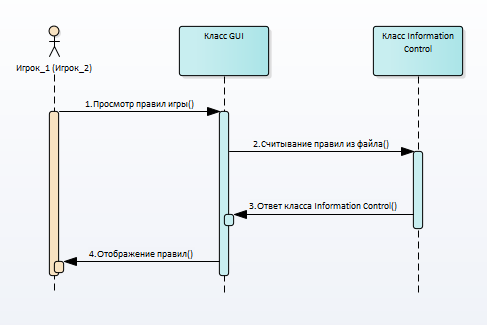 Класс GUI
Класс Information
Control
Игрок_1 (Игрок_2)
1.Просмотр правил игры()
2.Считывание правил из файла()
3.Ответ класса Information Control()
4.Отображение правил()